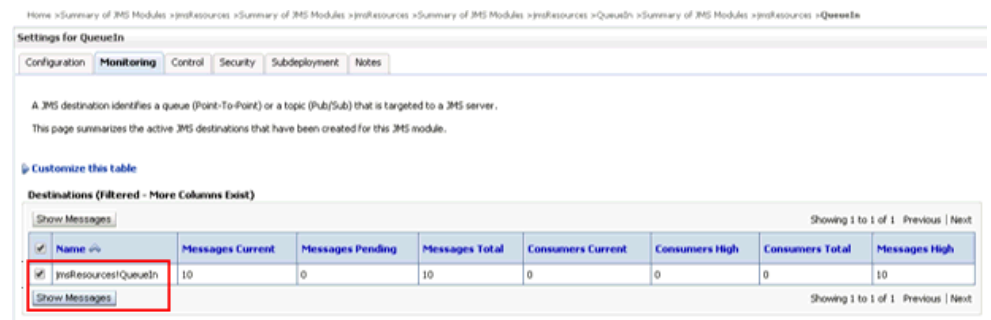 Home »Summary of JMS Modules »jmsResources »Summary of JMS Modules »jmsResources »Summary of JMS Modules »jmsResources »QueueIn »Summary of JMS Modules »jmsResources »QueueIn
Settings for QueueIn
Configuration Monitoring Control Security Subdeployment Notes
A JMS destination identifies a queue (Point-To-Point) or a topic (Pub/Sub) that is targeted to a JMS server.
This page summarizes the active JMS destinations that have been created for this JMS module.
Customize this table
Destinations (Filtered - More Columns Exist)
Show Messages Showing 1 to 1 of 1 Previous | Next
Name Messages Current Messages Pending Messages Total Consumers Current Consumers High Consumers Total Messages High
jmsResources!QueueIn 10 0 10 0 0 0 10
Show Messages Showing 1 to 1 of 1 Previous | Next